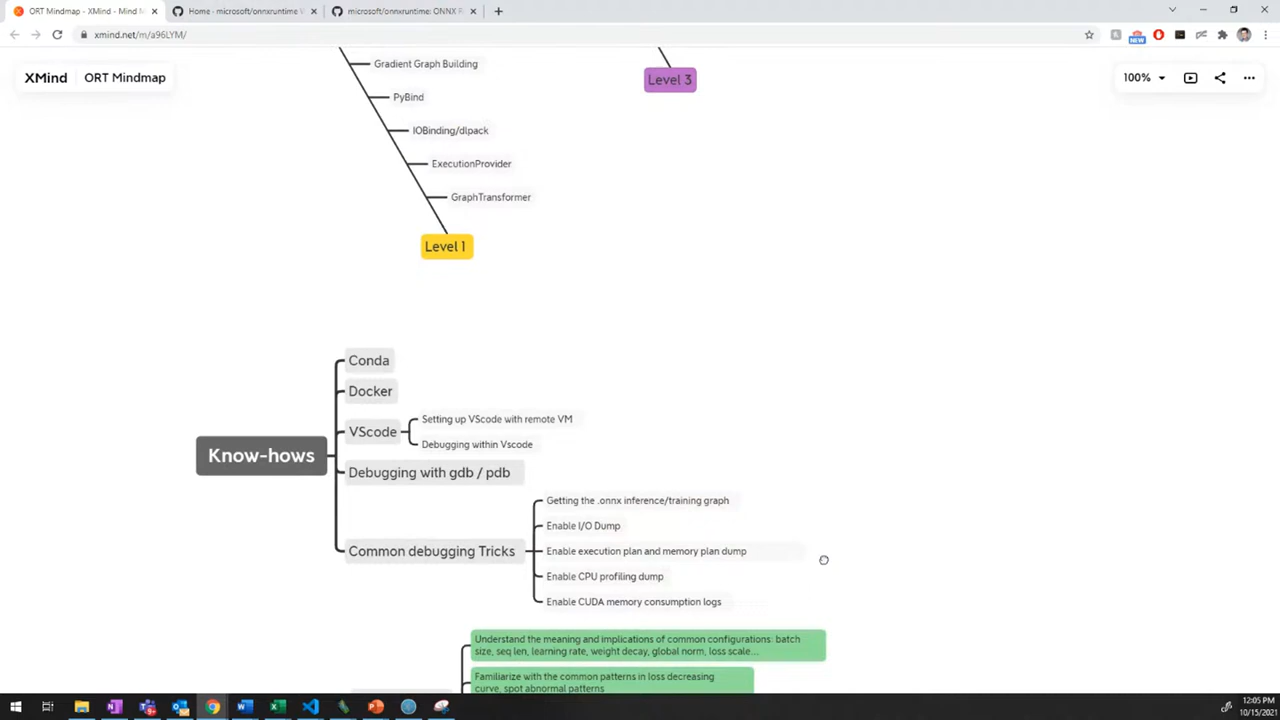 ORT Mindmap - XMind - Mind M
Home · microsoft/onnxruntime W
microsoft/onnxruntime: ONNX R
xmind.net/m/a96LYM/
NEW
XMind
ORT Mindmap
100%
Gradient Graph Building
PyBind
IOBinding/dlpack
ExecutionProvider
GraphTransformer
Level 1
Level 3
Know-hows
Conda
Docker
VScode
Setting up VScode with remote VM
Debugging within Vscode
Debugging with gdb / pdb
Common debugging Tricks
Getting the .onnx inference/training graph
Enable I/O Dump
Enable execution plan and memory plan dump
Enable CPU profiling dump
Enable CUDA memory consumption logs
Understand the meaning and implications of common configurations: batch
size, seq len, learning rate, weight decay, global norm, loss scale...
Familiarize with the common patterns in loss decreasing
curve, spot abnormal patterns
12:05 PM
10/15/2021